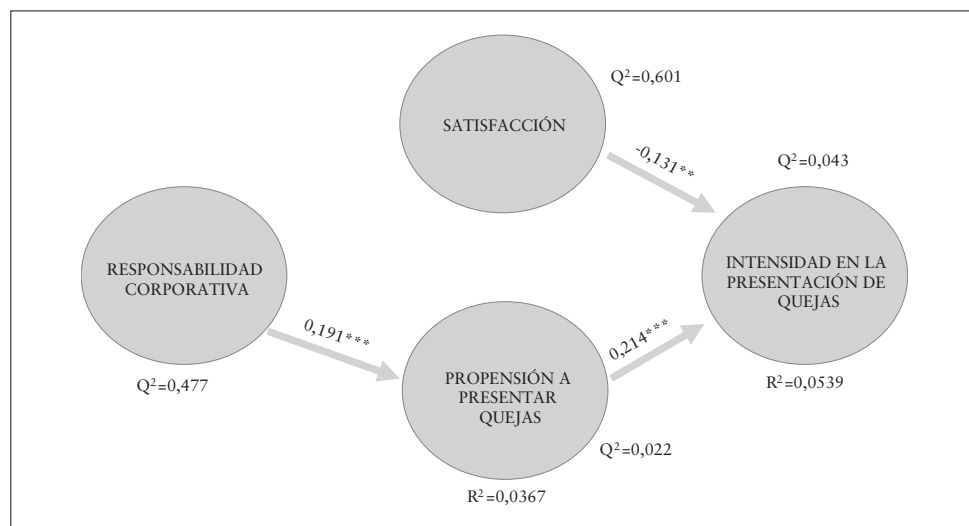 Q²=0,601
SATISFACCIÓN
-0,131**
Q²=0,043
RESPONSABILIDAD
CORPORATIVA
INTENSIDAD EN LA
PRESENTACIÓN DE
QUEJAS
0,191***
0,214***
Q²=0,477
PROPENSIÓN A
PRESENTAR
QUEJAS
R²=0,0539
Q²=0,022
R²=0,0367